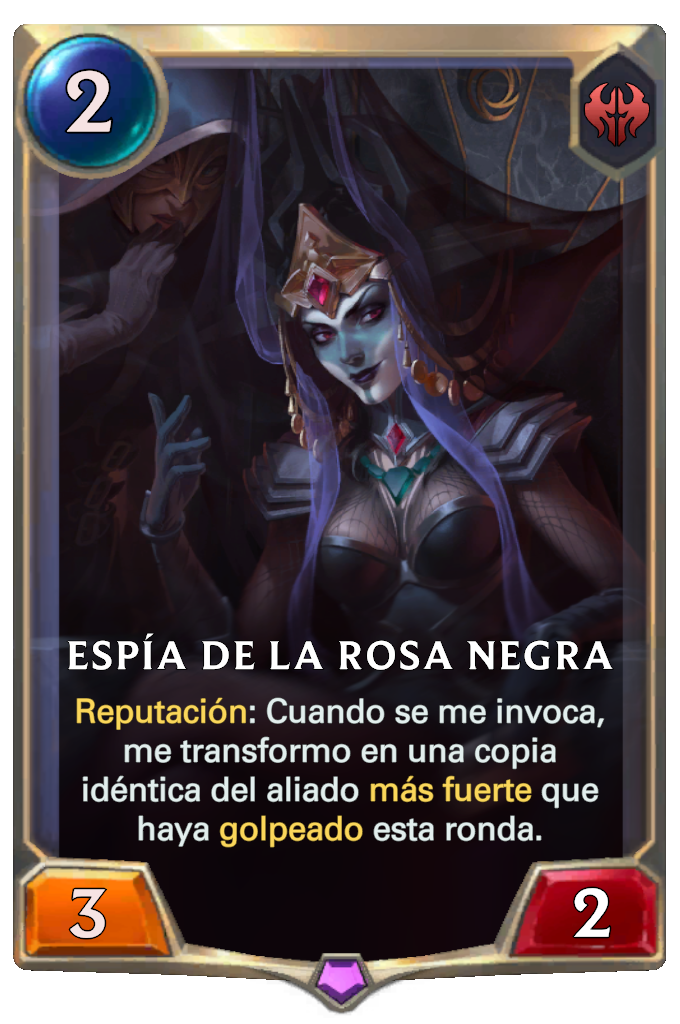 2
ESPÍA DE LA ROSA NEGRA
Reputación: Cuando se me invoca,
me transformo en una copia
idéntica del aliado más fuerte que
haya golpeado esta ronda.
3
2